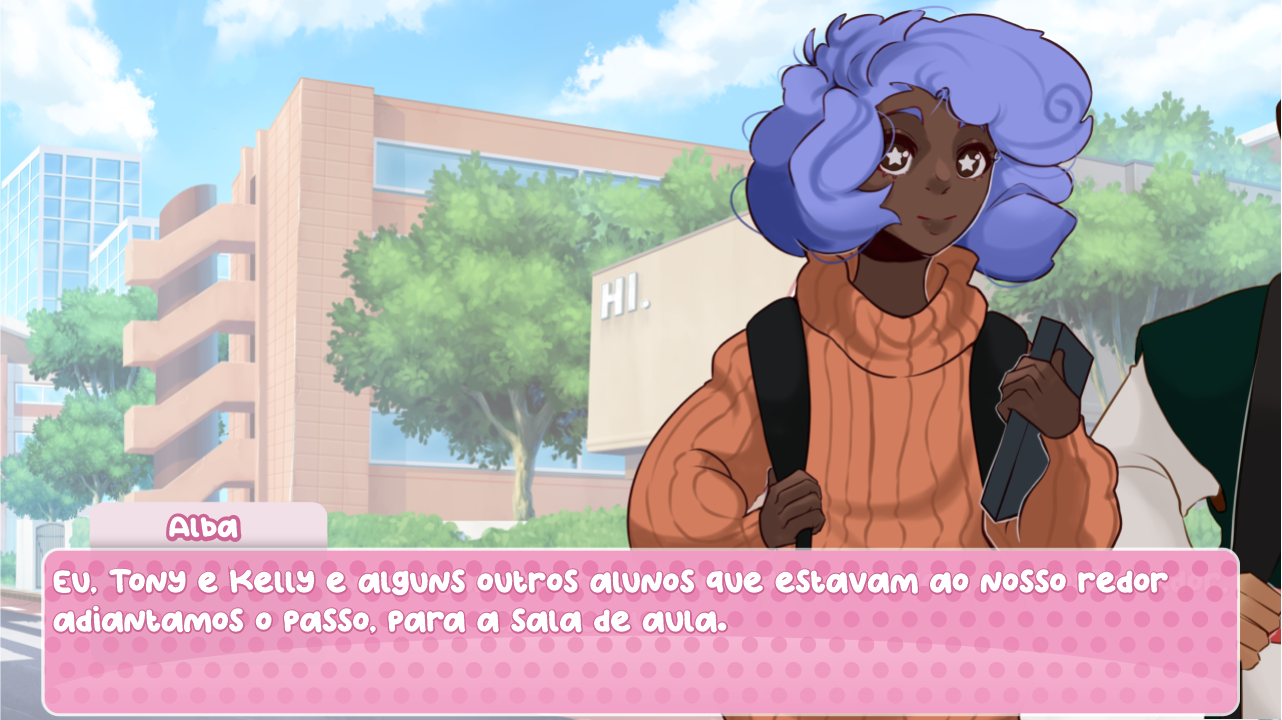 HI.
Alba
Eu, Tony e Kelly e alguns outros alunos que estavam ao nosso redor
adiantamos o passo, para a sala de aula.